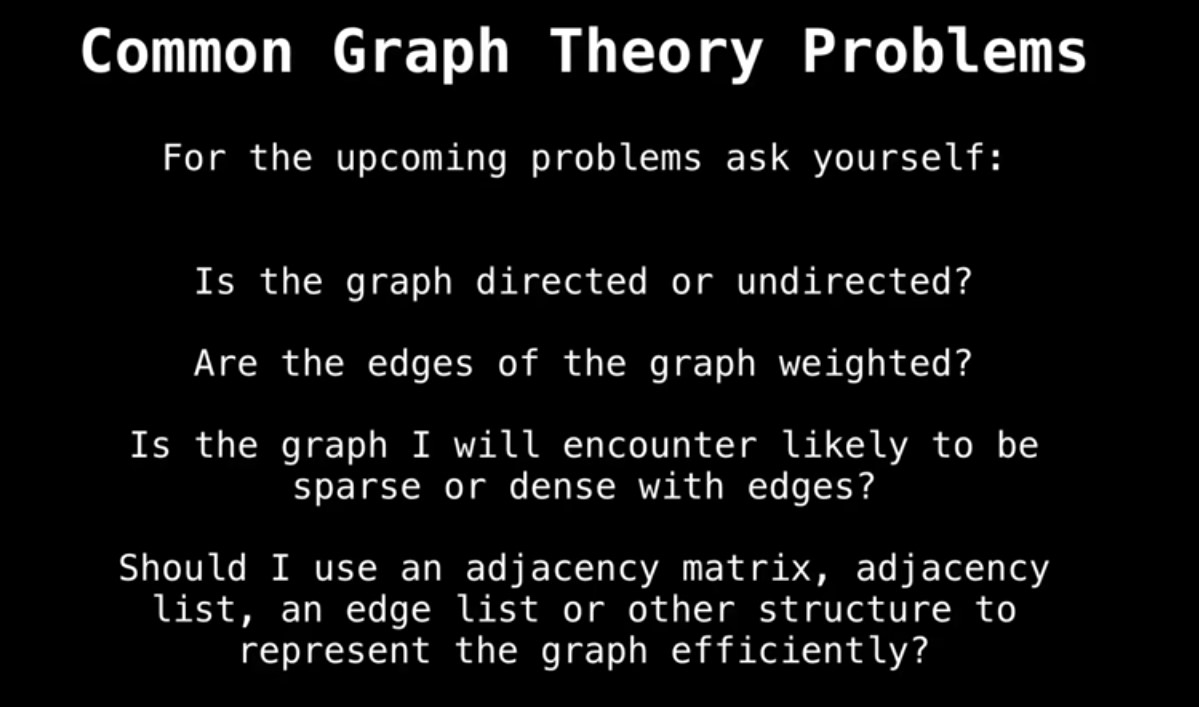 Common Graph Theory Problems
For the upcoming problems ask yourself:
Is the graph directed or undirected?
Are the edges of the graph weighted?
Is the graph I will encounter likely to be
sparse or dense with edges?
Should I use an adjacency matrix, adjacency
list, an edge list or other structure to
represent the graph efficiently?